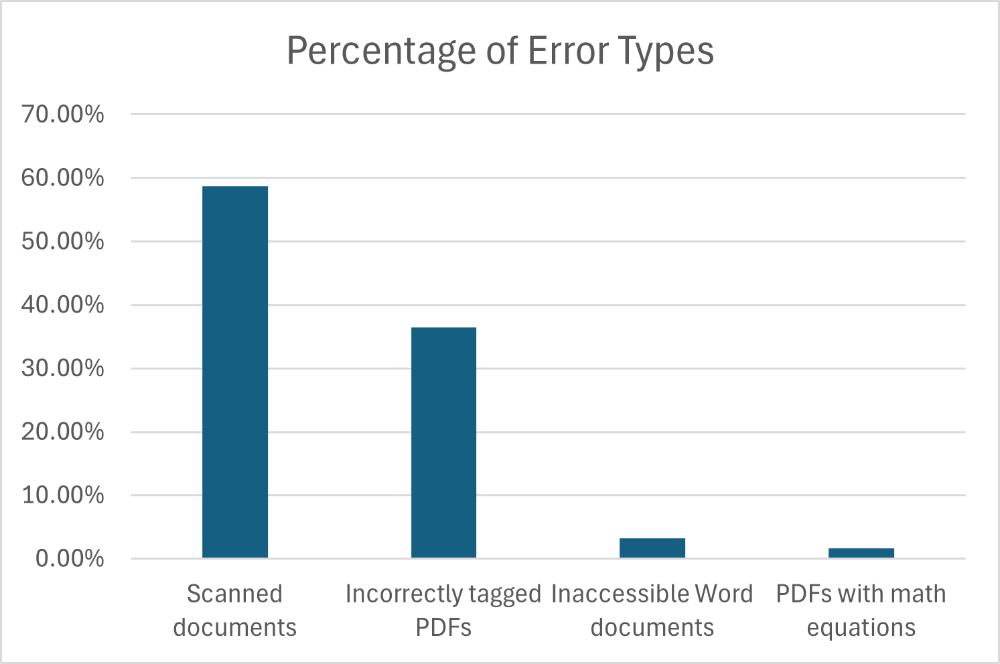 Percentage of Error Types
70.00%
60.00%
50.00%
40.00%
30.00%
20.00%
10.00%
0.00%
Scanned
documents
Incorrectly tagged
PDFs
Inaccessible Word
documents
PDFs with math
equations